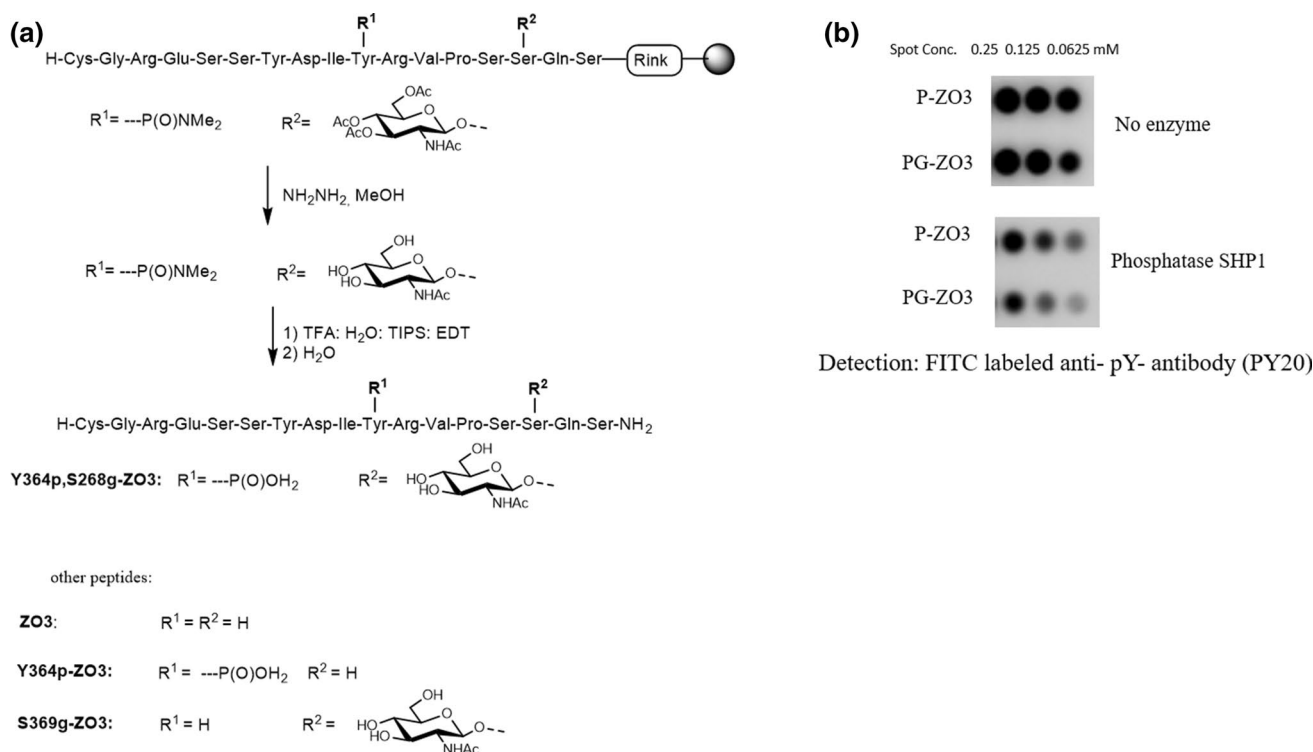 (a)
R¹ R²
H-Cys-Gly-Arg-Glu-Ser-Ser-Tyr-Asp-Ile-Tyr-Arg-Val-Pro-Ser-Ser-Gln-Ser Rink
R¹= ---P(O)NMe₂ R²= OAc O AcO AcO NHAc O
NH₂NH₂, MeOH
R¹= ---P(O)NMe₂ R²= OH O HO HO NHAc O
1) TFA: H₂O: TIPS: EDT
2) H₂O
R¹ R²
H-Cys-Gly-Arg-Glu-Ser-Ser-Tyr-Asp-Ile-Tyr-Arg-Val-Pro-Ser-Ser-Gln-Ser-NH₂
Y364p,S268g-ZO3: R¹= ---P(O)OH₂ R²= OH O HO HO NHAc O
other peptides:
ZO3: R¹ = R² = H
Y364p-ZO3: R¹ = ---P(O)OH₂ R² = H
S369g-ZO3: R¹ = H R² = OH O HO HO NHAc O
(b)
Spot Conc. 0.25 0.125 0.0625 mM
P-ZO3
PG-ZO3
No enzyme
P-ZO3
PG-ZO3
Phosphatase SHP1
Detection: FITC labeled anti- pY- antibody (PY20)